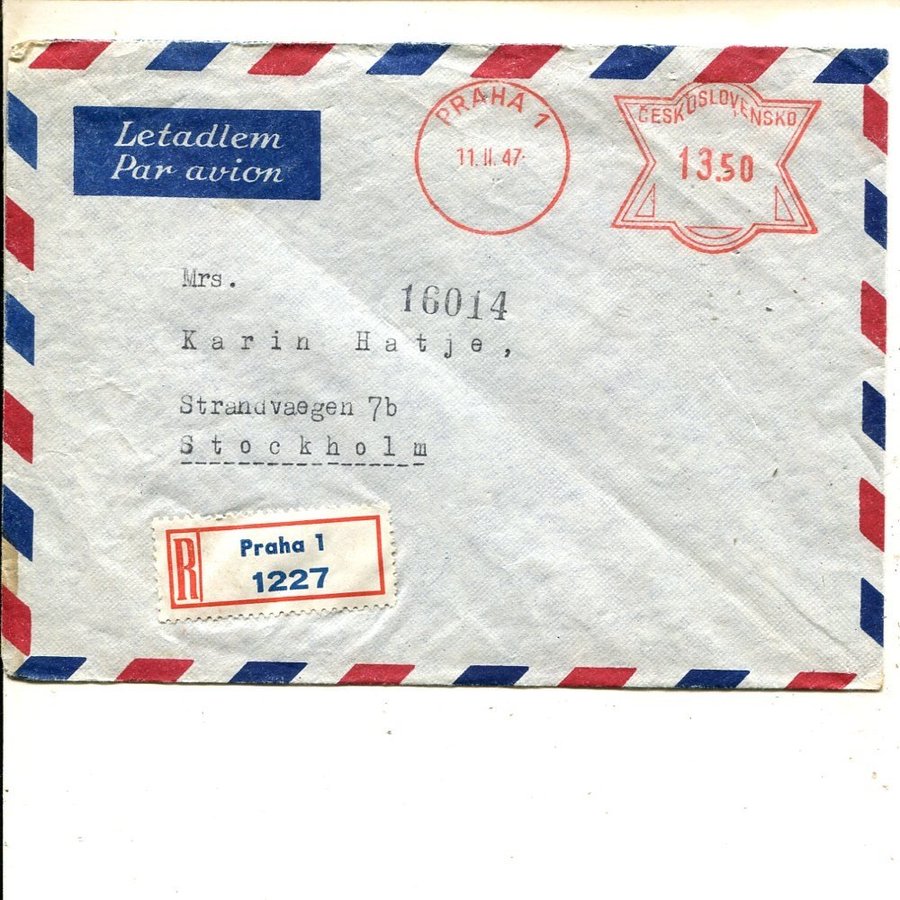 Letadlem
Par avion
PRAHA 1
11. II. 47.
ČESKOSLOVENSKO
13.50
Mrs.
16014
Karin Hatje,
Strandvaegen 7b
Stockholm
R
Praha 1
1227